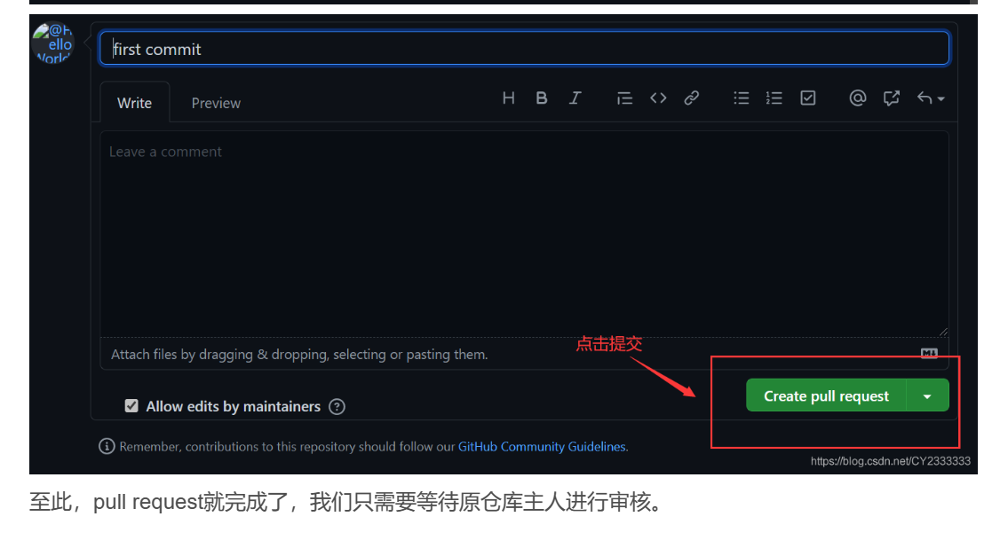 @H
ello
World
first commit
Write
Preview
Leave a comment
点击提交
Attach files by dragging & dropping, selecting or pasting them.
Allow edits by maintainers
Create pull request
Remember, contributions to this repository should follow our GitHub Community Guidelines.
https://blog.csdn.net/CY2333333
至此，pull request就完成了，我们只需要等待原仓库主人进行审核。